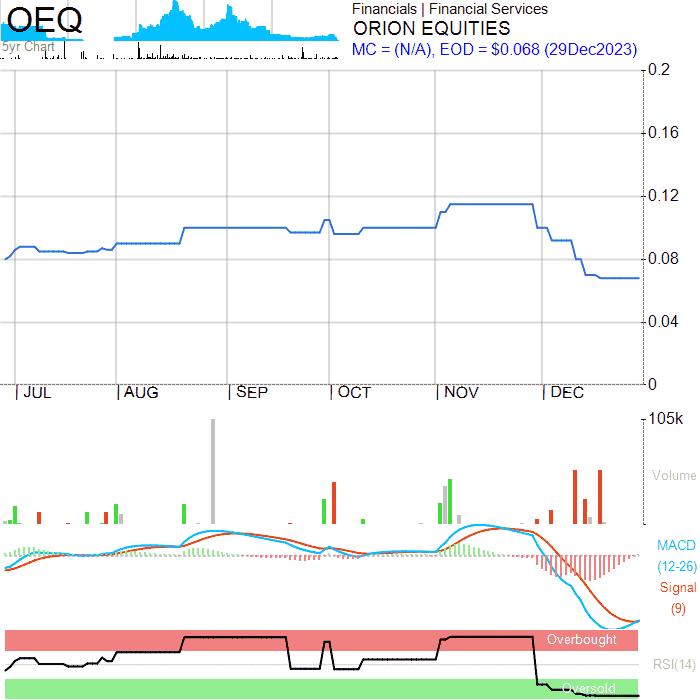 OEQ
5yr Chart
Financials | Financial Services
ORION EQUITIES
MC = (N/A), EOD = $0.068 (29Dec2023)
0.2
0.16
0.12
0.08
0.04
0
JUL AUG SEP OCT NOV DEC
105k
Volume
MACD
(12-26)
Signal
(9)
Overbought
RSI(14)
Oversold